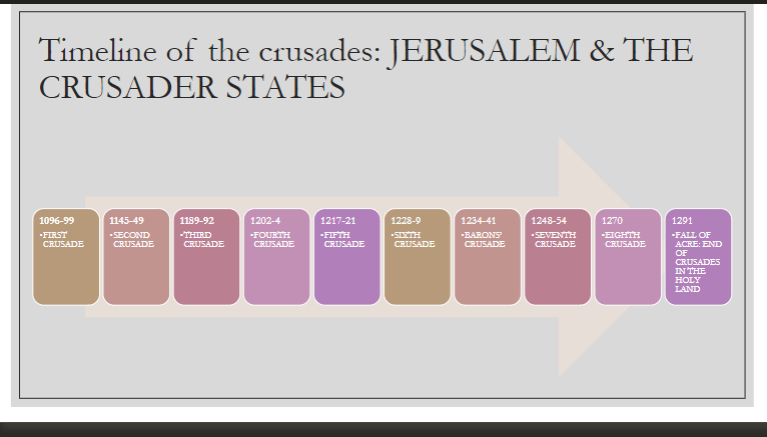 Timeline of the crusades: JERUSALEM & THE
CRUSADER STATES
1096-99
•FIRST
CRUSADE
1145-49
•SECOND
CRUSADE
1189-92
•THIRD
CRUSADE
1202-4
•FOURTH
CRUSADE
1217-21
•FIFTH
CRUSADE
1228-9
•SIXTH
CRUSADE
1234-41
•BARONS'
CRUSADE
1248-54
•SEVENTH
CRUSADE
1270
•EIGHTH
CRUSADE
1291
•FALL OF
ACRE: END
OF
CRUSADES
IN THE
HOLY
LAND